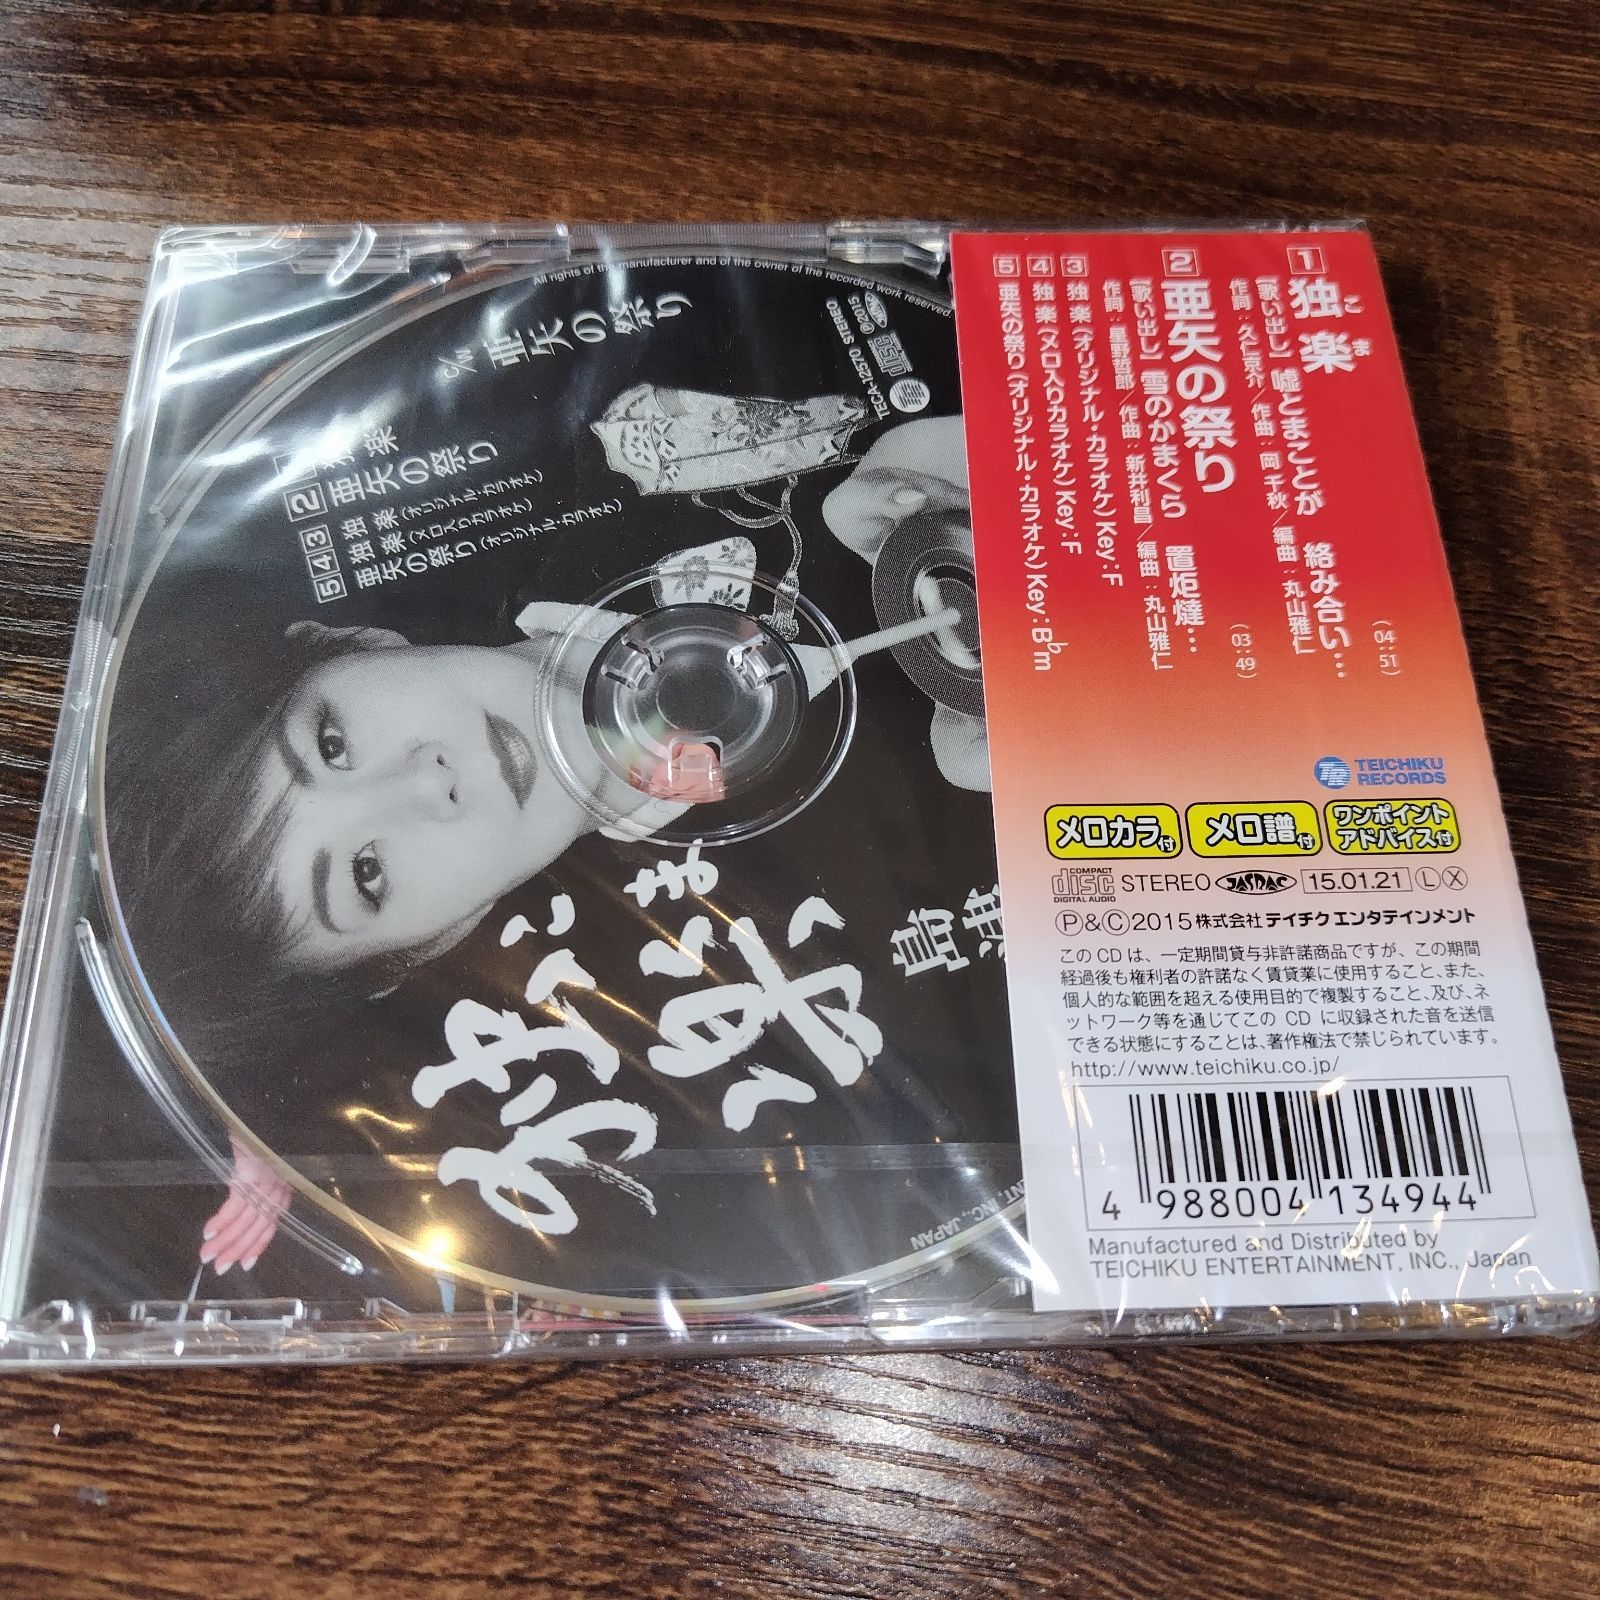 1 独楽
こま
【歌い出し】 嘘とまことが 絡み合い…
(04:51)
作詞:久仁京介/作曲:岡 千秋/編曲:丸山雅仁
2 亜矢の祭り
【歌い出し】 雪のかまくら 置炬燵…
(03:49)
作詞:星野哲郎/作曲:新井利昌/編曲:丸山雅仁
3 独 楽 (オリジナル・カラオケ) Key:F
4 独 楽 (メロ入りカラオケ) Key:F
5 亜矢の祭り (オリジナル・カラオケ) Key:B♭m
TEICHIKU
RECORDS
メロカラ付
メロ譜付
ワンポイント
アドバイス付
COMPACT
disc
DIGITAL AUDIO
STEREO JASRAC 15.01.21 Ⓛ Ⓧ
Ⓟ&Ⓒ2015 株式会社テイチクエンタテインメント
このCDは、一定期間貸与非許諾商品ですが、この期間
経過後も権利者の許諾なく賃貸業に使用すること、また、
個人的な範囲を超える使用目的で複製すること、及び、ネ
ットワーク等を通じてこの CD に収録された音を送信
できる状態にすることは、著作権法で禁じられています。
http://www.teichiku.co.jp/
4 988004 134944
Manufactured and Distributed by
TEICHIKU ENTERTAINMENT, INC., Japan
All rights of the manufacturer and of the owner of the recorded work reserved.
独楽
こま
島津
C/W 亜矢の祭り
独 楽
2 亜矢の祭り
3 独 楽 (オリジナル・カラオケ)
4 独 楽 (メロ入りカラオケ)
5 亜矢の祭り (オリジナル・カラオケ)
disc
JASRAC
Ⓟ2015
TECA-12570 STEREO
INC., JAPAN